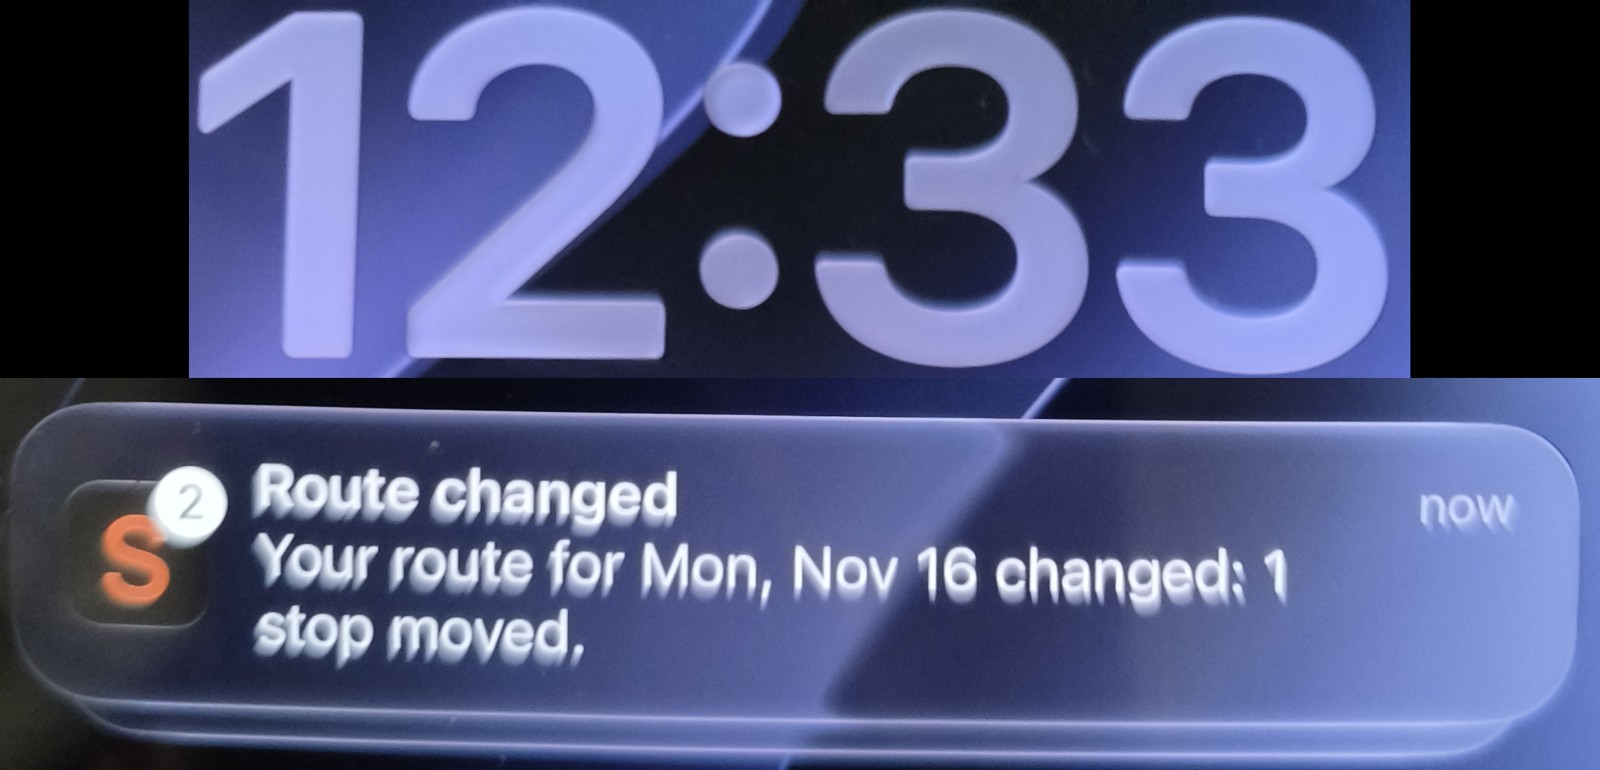 12:33
2
S
Route changed
now
Your route for Mon, Nov 16 changed: 1
stop moved.